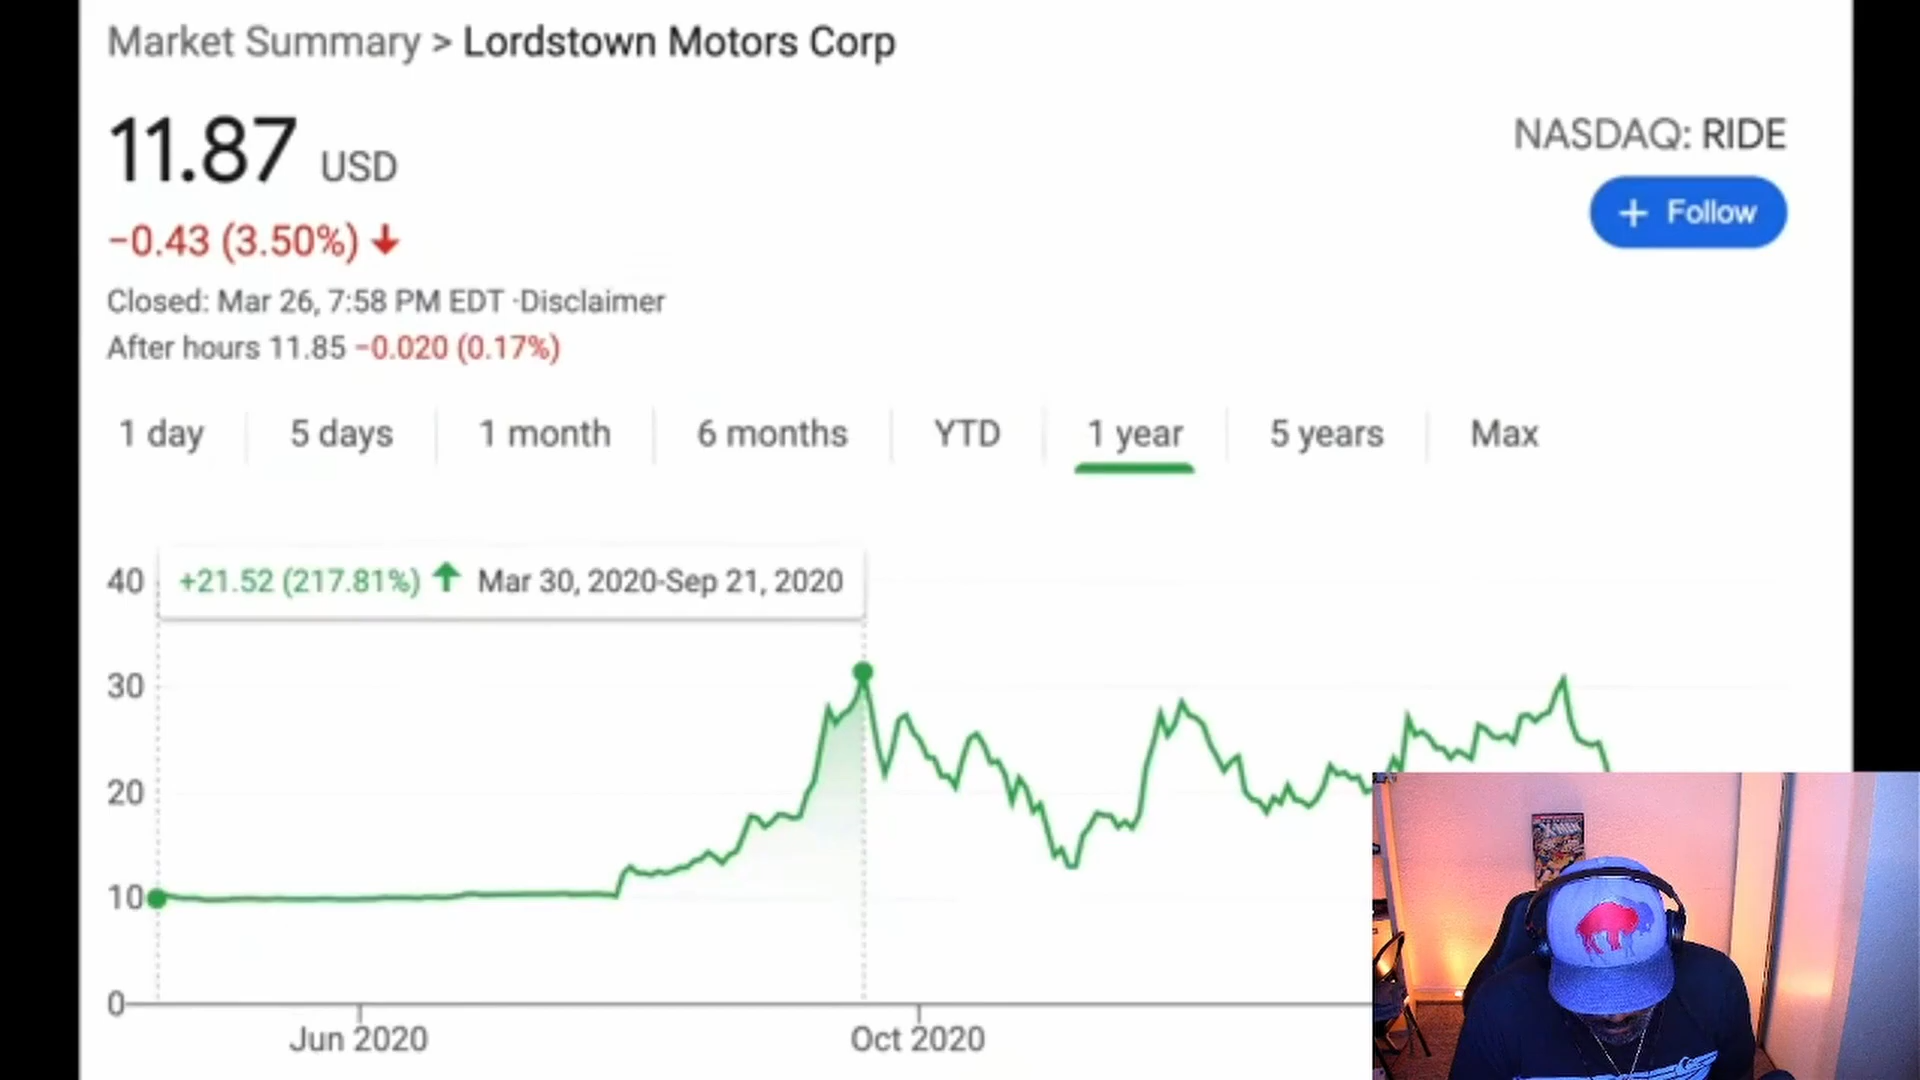 Market Summary > Lordstown Motors Corp
11.87 USD
NASDAQ: RIDE
−0.43 (3.50%)
+ Follow
Closed: Mar 26, 7:58 PM EDT ·Disclaimer
After hours 11.85 −0.020 (0.17%)
1 day 5 days 1 month 6 months YTD 1 year 5 years Max
+21.52 (217.81%) Mar 30, 2020-Sep 21, 2020
40
30
20
10
0
Jun 2020 Oct 2020
X-MEN